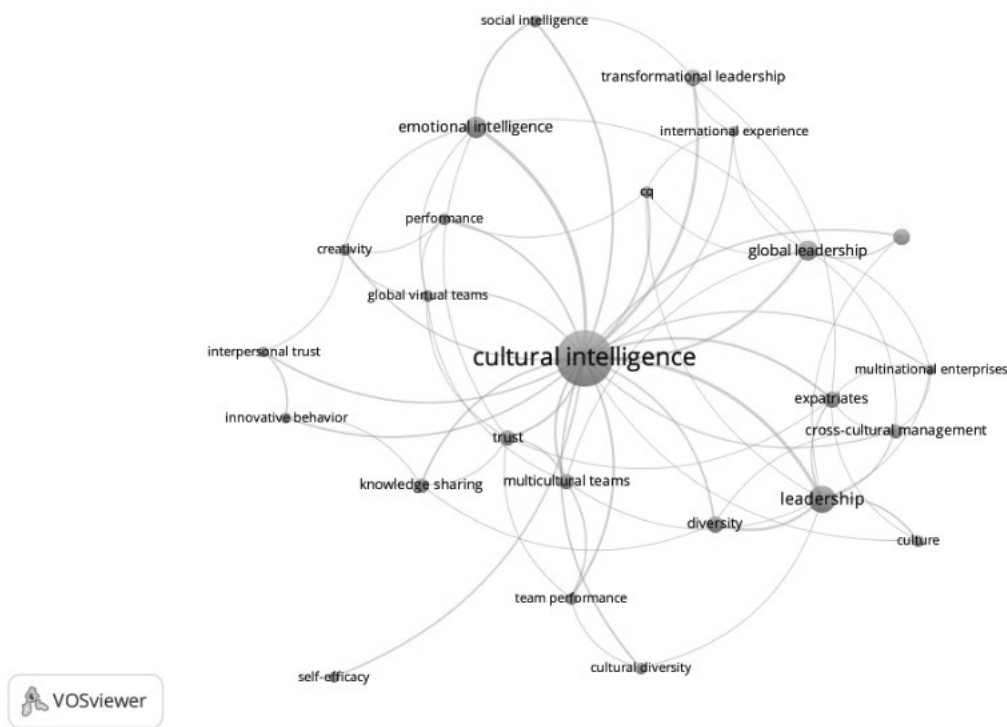 social intelligence
transformational leadership
emotional intelligence
international experience
cq
performance
creativity
global leadership
global virtual teams
interpersonal trust
cultural intelligence
multinational enterprises
expatriates
innovative behavior
cross-cultural management
trust
knowledge sharing
multicultural teams
leadership
diversity
culture
team performance
self-efficacy
cultural diversity
VOSviewer